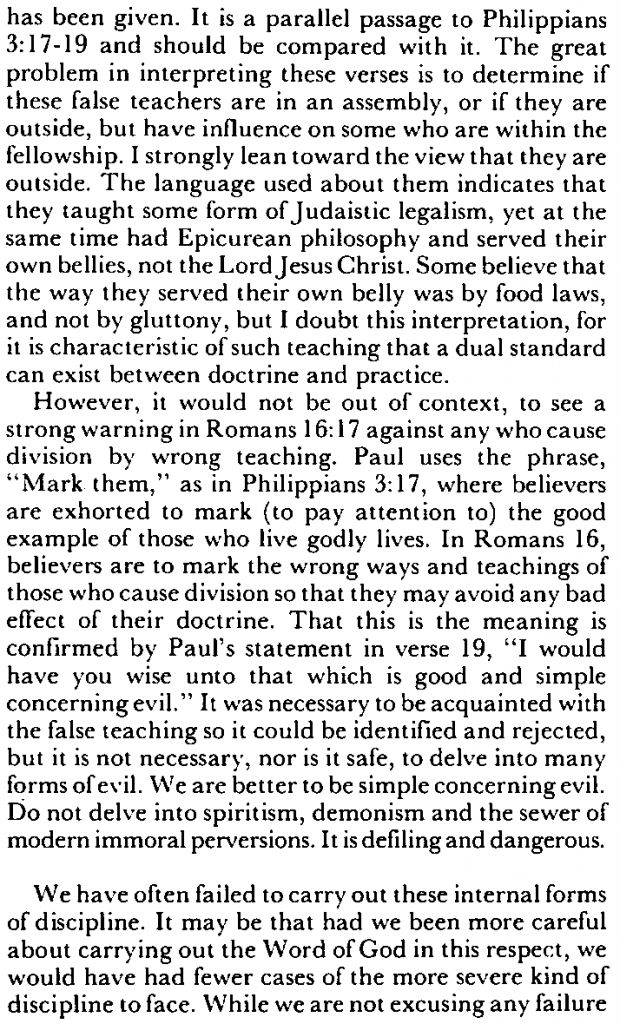 has been given. It is a parallel passage to Philippians
3:17-19 and should be compared with it. The great
problem in interpreting these verses is to determine if
these false teachers are in an assembly, or if they are
outside, but have influence on some who are within the
fellowship. I strongly lean toward the view that they are
outside. The language used about them indicates that
they taught some form of Judaistic legalism, yet at the
same time had Epicurean philosophy and served their
own bellies, not the Lord Jesus Christ. Some believe that
the way they served their own belly was by food laws,
and not by gluttony, but I doubt this interpretation, for
it is characteristic of such teaching that a dual standard
can exist between doctrine and practice.
However, it would not be out of context, to see a
strong warning in Romans 16:17 against any who cause
division by wrong teaching. Paul uses the phrase,
"Mark them," as in Philippians 3:17, where believers
are exhorted to mark (to pay attention to) the good
example of those who live godly lives. In Romans 16,
believers are to mark the wrong ways and teachings of
those who cause division so that they may avoid any bad
effect of their doctrine. That this is the meaning is
confirmed by Paul's statement in verse 19, "I would
have you wise unto that which is good and simple
concerning evil." It was necessary to be acquainted with
the false teaching so it could be identified and rejected,
but it is not necessary, nor is it safe, to delve into many
forms of evil. We are better to be simple concerning evil.
Do not delve into spiritism, demonism and the sewer of
modern immoral perversions. It is defiling and dangerous.
We have often failed to carry out these internal forms
of discipline. It may be that had we been more careful
about carrying out the Word of God in this respect, we
would have had fewer cases of the more severe kind of
discipline to face. While we are not excusing any failure